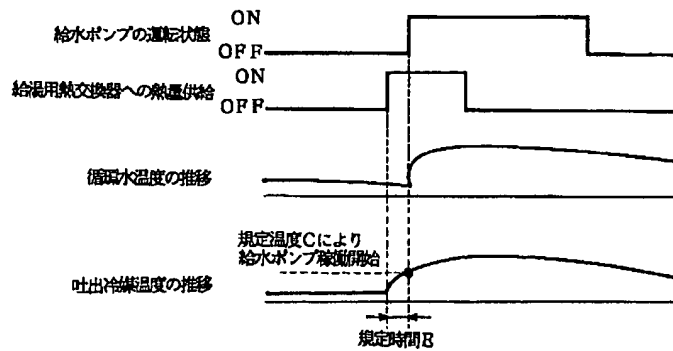 ON
給水ポンプの運転状態
OFF
ON
給湯用熱交換器への熱量供給
OFF
循環水温度の推移
規定温度Cにより
給水ポンプ稼働開始
吐出冷媒温度の推移
規定時間E